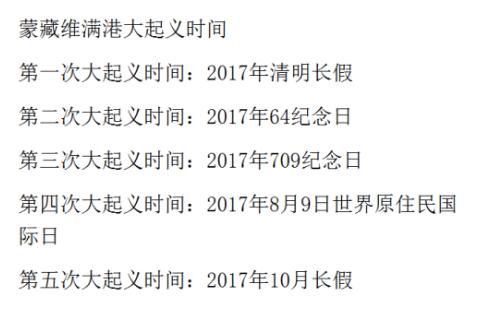 蒙藏维满港大起义时间
第一次大起义时间：2017年清明长假
第二次大起义时间：2017年64纪念日
第三次大起义时间：2017年709纪念日
第四次大起义时间：2017年8月9日世界原住民国
际日
第五次大起义时间：2017年10月长假